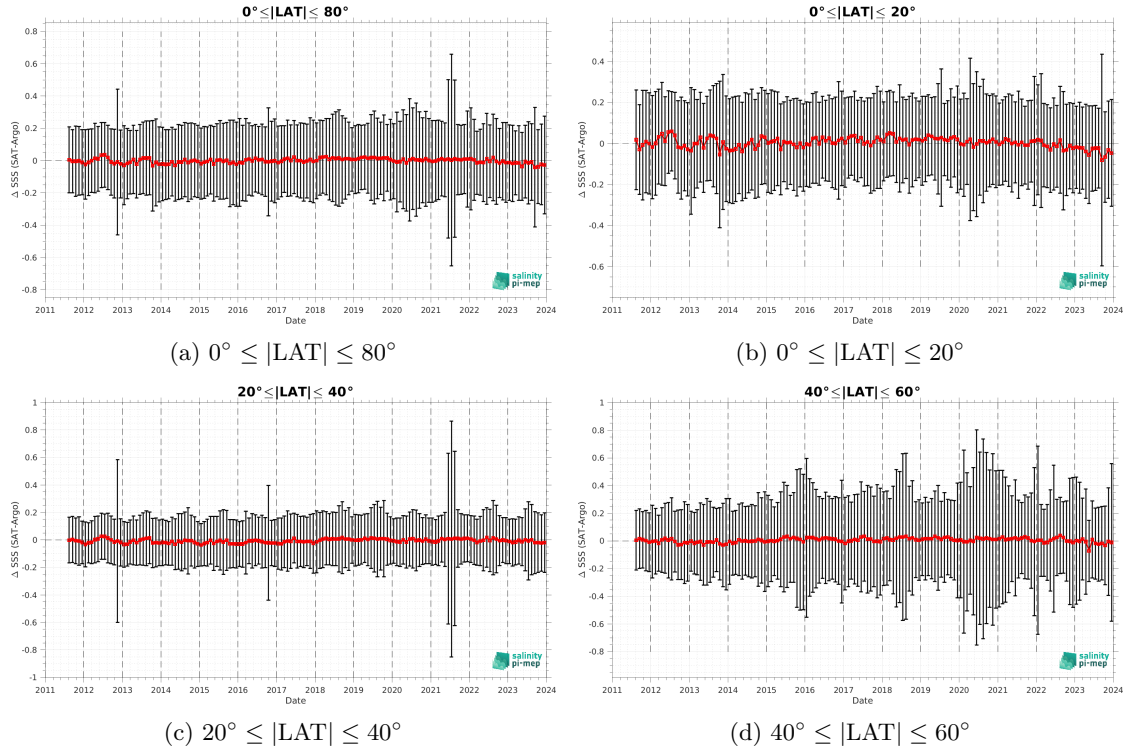 0°≤|LAT|≤ 80°
Δ SSS (SAT-Argo)
0.8
0.6
0.4
0.2
0
-0.2
-0.4
-0.6
-0.8
2011 2012 2013 2014 2015 2016 2017 2018 2019 2020 2021 2022 2023 2024
Date
salinity
pi-mep
(a) 0° ≤ |LAT| ≤ 80°
0°≤|LAT|≤ 20°
Δ SSS (SAT-Argo)
0.4
0.2
0
-0.2
-0.4
-0.6
2011 2012 2013 2014 2015 2016 2017 2018 2019 2020 2021 2022 2023 2024
Date
salinity
pi-mep
(b) 0° ≤ |LAT| ≤ 20°
20°≤|LAT|≤ 40°
Δ SSS (SAT-Argo)
1
0.8
0.6
0.4
0.2
0
-0.2
-0.4
-0.6
-0.8
-1
2011 2012 2013 2014 2015 2016 2017 2018 2019 2020 2021 2022 2023 2024
Date
salinity
pi-mep
(c) 20° ≤ |LAT| ≤ 40°
40°≤|LAT|≤ 60°
Δ SSS (SAT-Argo)
0.8
0.6
0.4
0.2
0
-0.2
-0.4
-0.6
-0.8
2011 2012 2013 2014 2015 2016 2017 2018 2019 2020 2021 2022 2023 2024
Date
salinity
pi-mep
(d) 40° ≤ |LAT| ≤ 60°